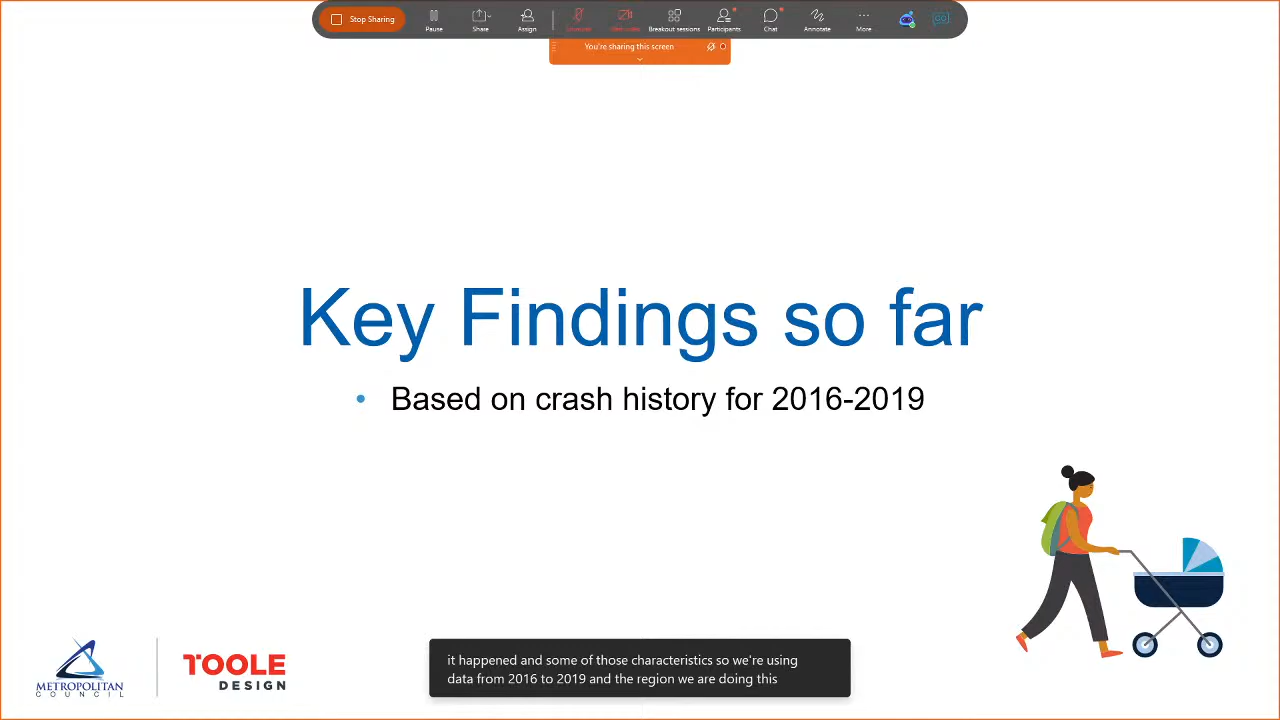 Stop Sharing
Pause
Share
Assign
Breakout sessions
Participants
Chat
Annotate
More
You're sharing this screen
Key Findings so far
• Based on crash history for 2016-2019
it happened and some of those characteristics so we're using
data from 2016 to 2019 and the region we are doing this
METROPOLITAN
COUNCIL
TOOLE
DESIGN